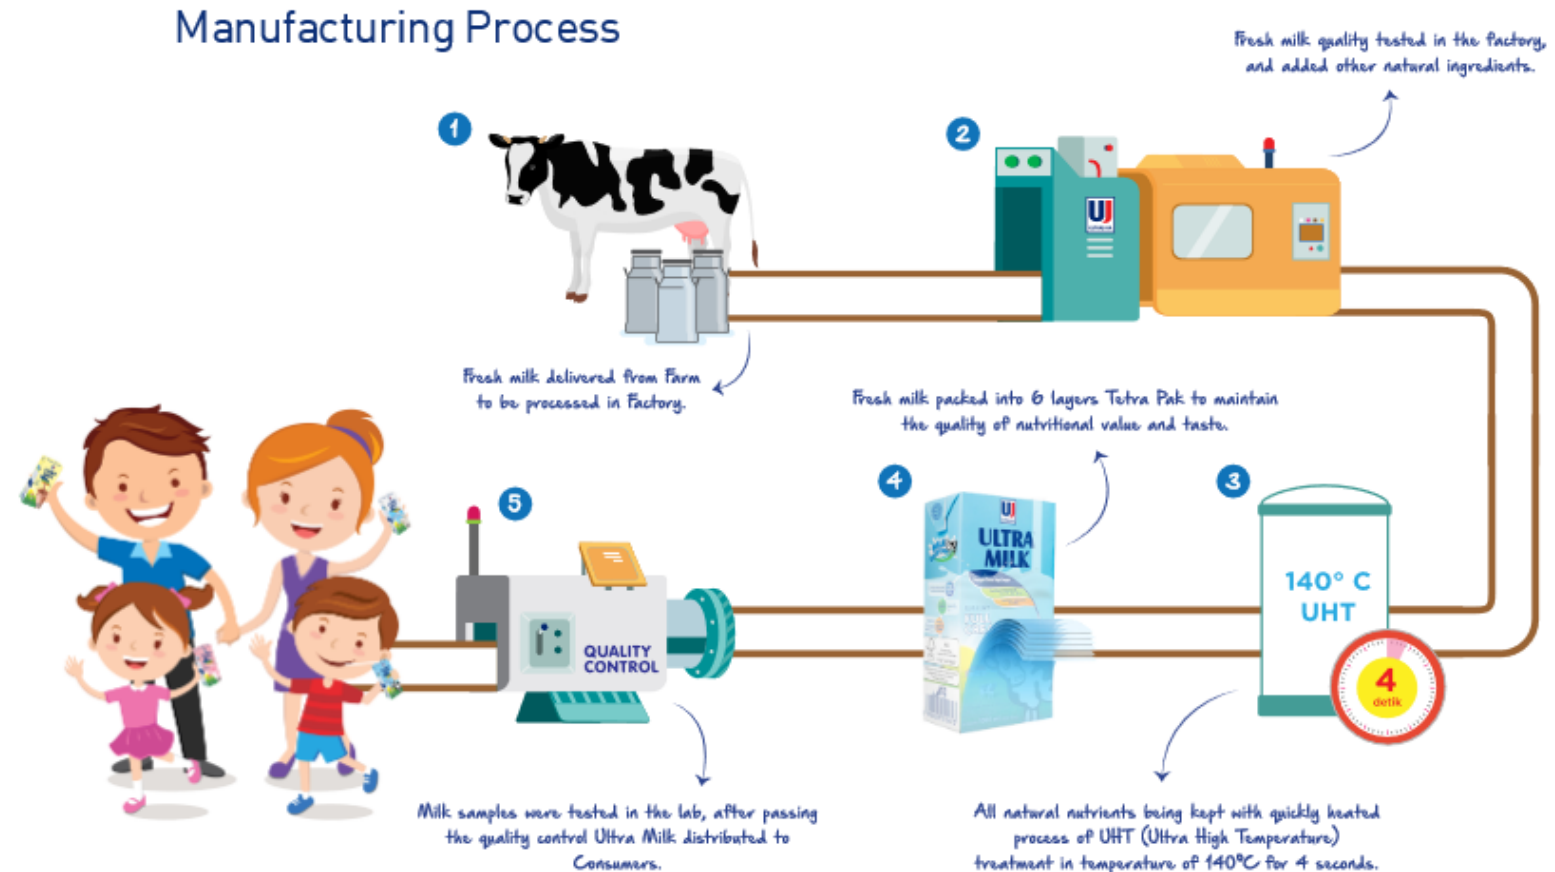 Manufacturing Process
1
Fresh milk delivered from Farm
to be processed in Factory.
2
UJ
Fresh milk quality tested in the factory,
and added other natural ingredients.
3
140° C
UHT
4
detik
All natural nutrients being kept with quickly heated
process of UHT (Ultra High Temperature)
treatment in temperature of 140°C for 4 seconds.
4
Fresh milk packed into 6 layers Tetra Pak to maintain
the quality of nutritional value and taste.
UJ
ULTRA
MILK
5
QUALITY
CONTROL
Milk samples were tested in the lab, after passing
the quality control Ultra Milk distributed to
Consumers.